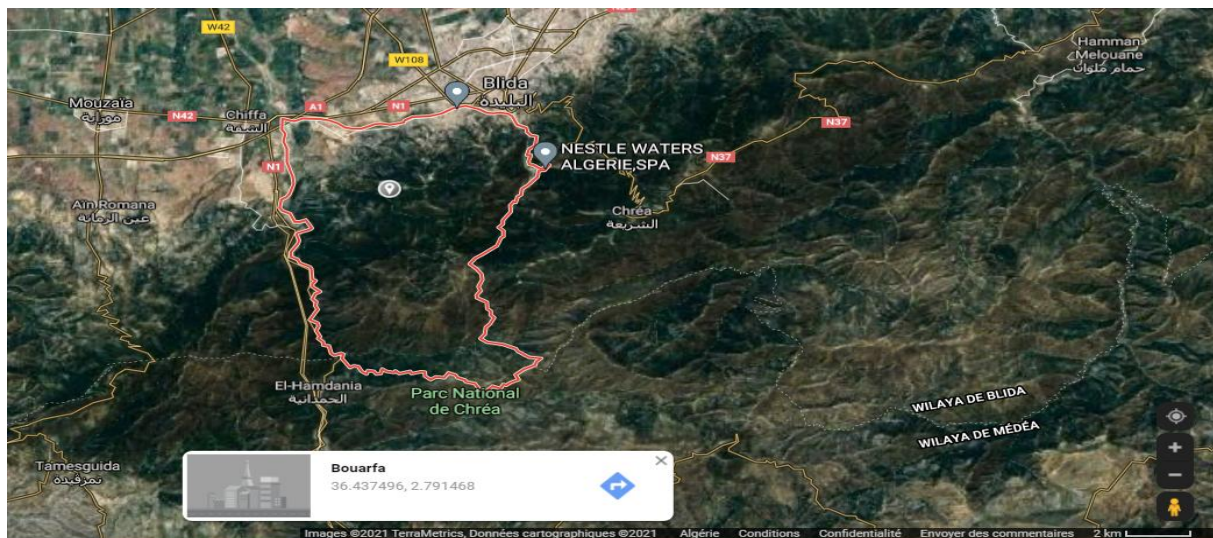 W42
W108
Hamman
Melouane
حمام ملوان
Blida
البليدة
Mouzaïa
موزاية
N42
Chiffa
الشفة
A1
N1
N37
NESTLE WATERS
ALGERIE,SPA
N37
N1
Aïn Romana
عين الرمانة
Chréa
الشريعة
El-Hamdania
الحمدانية
Parc National
de Chréa
WILAYA DE BLIDA
WILAYA DE MÉDÉA
Tamesguida
تمزقيدة
Bouarfa
36.437496, 2.791468
Images ©2021 TerraMetrics, Données cartographiques ©2021 Algérie Conditions Confidentialité Envoyer des commentaires 2 km